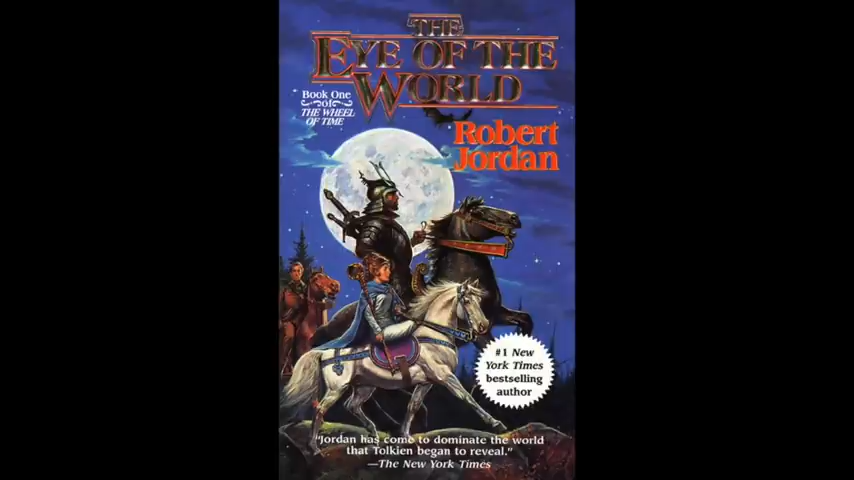 THE
EYE OF THE
WORLD
Book One
of
THE WHEEL
OF TIME
Robert
Jordan
#1 New
York Times
bestselling
author
"Jordan has come to dominate the world
that Tolkien began to reveal."
—The New York Times